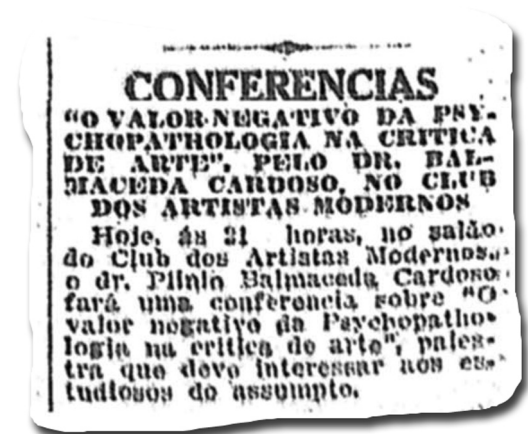 CONFERENCIAS
"O VALOR NEGATIVO DA PSY-
CHOPATHOLOGIA NA CRITICA
DE ARTE", PELO DR. BAL-
MACEDA CARDOSO, NO CLUB
DOS ARTISTAS MODERNOS
Hoje, ás 21 horas, no salão
do Club dos Artistas Modernos,
o dr. Plinio Balmaceda Cardoso
fará uma conferencia sobre "O
valor negativo da Psychopatho-
logia na critica de arte", pales-
tra que deve interessar aos es-
tudiosos do assumpto.